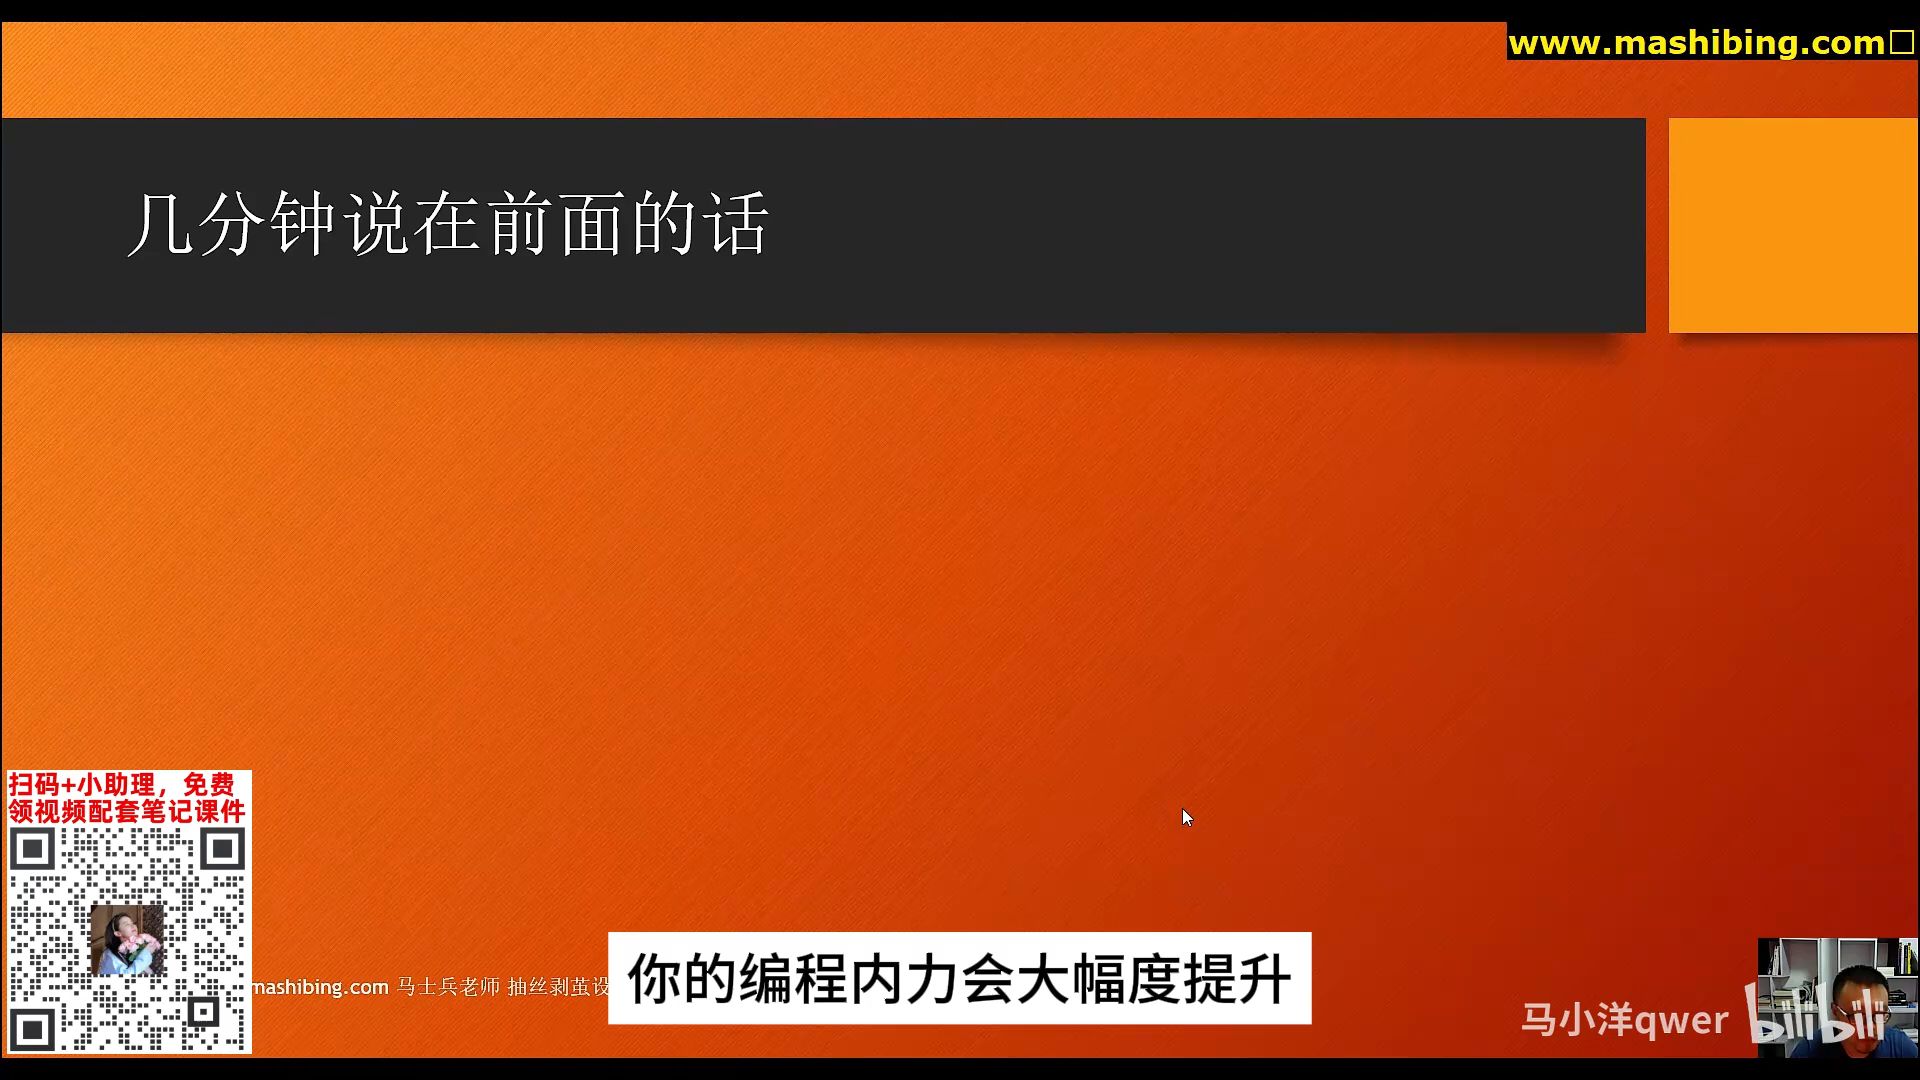 www.mashibing.com
几分钟说在前面的话
扫码+小助理，免费
领视频配套笔记课件
mashibing.com 马士兵老师 抽丝剥茧设
你的编程内力会大幅度提升
马小洋qwer
bilibili